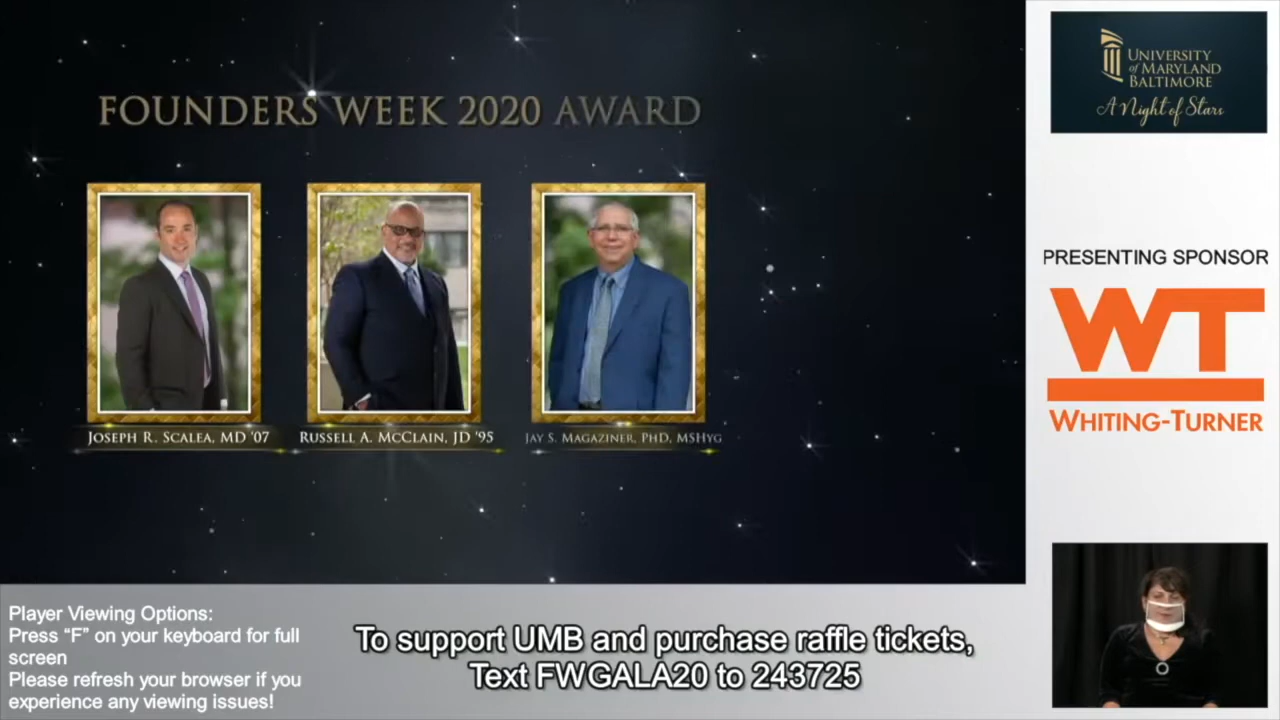 FOUNDERS WEEK 2020 AWARD
JOSEPH R. SCALEA, MD '07
RUSSELL A. MCCLAIN, JD '95
JAY S. MAGAZINER, PHD, MSHYG
UNIVERSITY
of MARYLAND
BALTIMORE
A Night of Stars
PRESENTING SPONSOR
WT
WHITING-TURNER
Player Viewing Options:
Press “F” on your keyboard for full
screen
Please refresh your browser if you
experience any viewing issues!
To support UMB and purchase raffle tickets,
Text FWGALA20 to 243725